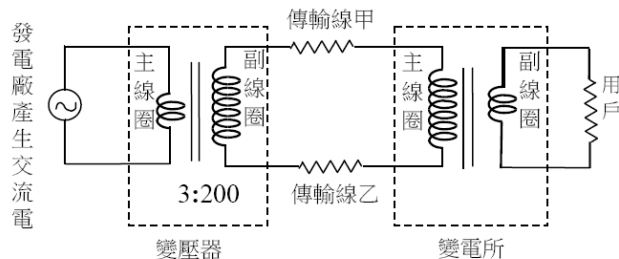 發電廠產生交流電
主線圈
副線圈
3:200
變壓器
傳輸線甲
傳輸線乙
主線圈
副線圈
變電所
用戶